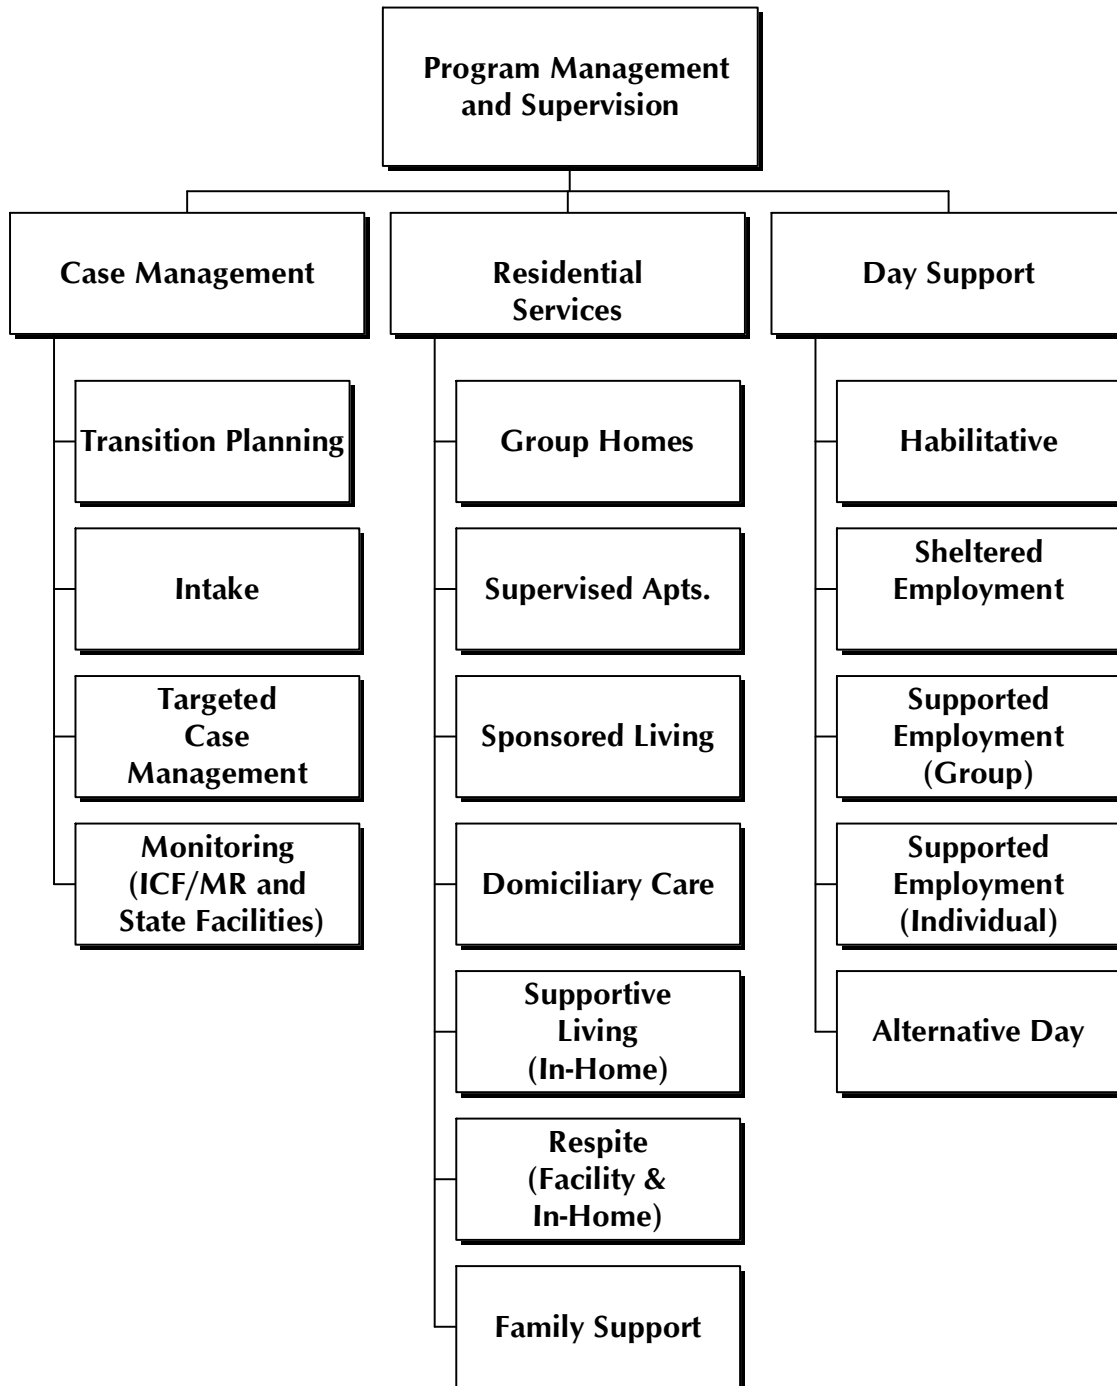 Program Management
and Supervision
Case Management
Residential
Services
Day Support
Transition Planning
Intake
Targeted
Case
Management
Monitoring
(ICF/MR and
State Facilities)
Group Homes
Supervised Apts.
Sponsored Living
Domiciliary Care
Supportive
Living
(In-Home)
Respite
(Facility &
In-Home)
Family Support
Habilitative
Sheltered
Employment
Supported
Employment
(Group)
Supported
Employment
(Individual)
Alternative Day